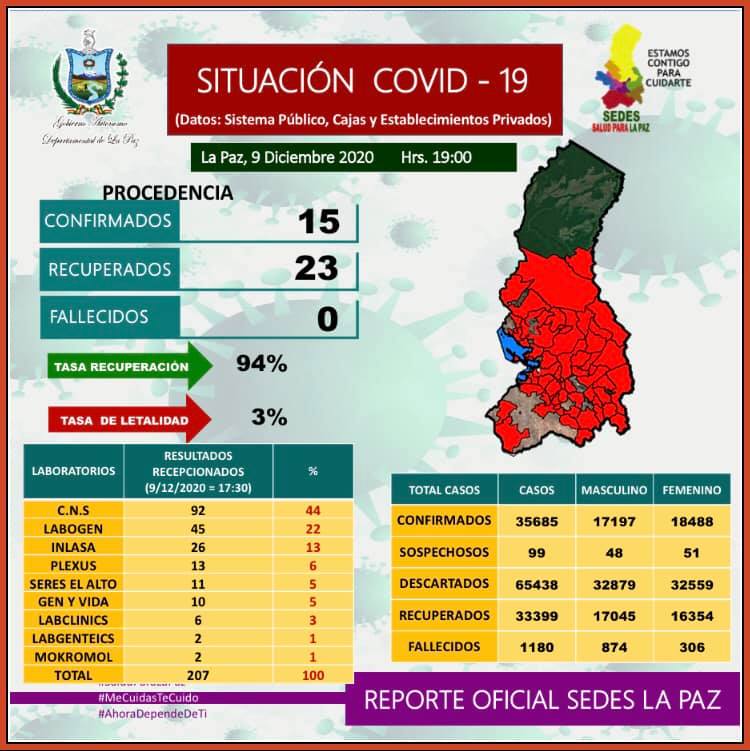 Gobierno Autónomo
Departamental de La Paz
SITUACIÓN COVID - 19
(Datos: Sistema Público, Cajas y Establecimientos Privados)
ESTAMOS
CONTIGO
PARA
CUIDARTE
SEDES
SALUD PARA LA PAZ
La Paz, 9 Diciembre 2020 Hrs. 19:00
PROCEDENCIA
CONFIRMADOS 15
RECUPERADOS 23
FALLECIDOS 0
TASA RECUPERACIÓN 94%
TASA DE LETALIDAD 3%
LABORATORIOS RESULTADOS RECEPCIONADOS (9/12/2020 = 17:30) %
C.N.S 92 44
LABOGEN 45 22
INLASA 26 13
PLEXUS 13 6
SERES EL ALTO 11 5
GEN Y VIDA 10 5
LABCLINICS 6 3
LABGENTEICS 2 1
MOKROMOL 2 1
TOTAL 207 100
TOTAL CASOS CASOS MASCULINO FEMENINO
CONFIRMADOS 35685 17197 18488
SOSPECHOSOS 99 48 51
DESCARTADOS 65438 32879 32559
RECUPERADOS 33399 17045 16354
FALLECIDOS 1180 874 306
#MeCuidasTeCuido
#AhoraDependeDeTi
REPORTE OFICIAL SEDES LA PAZ